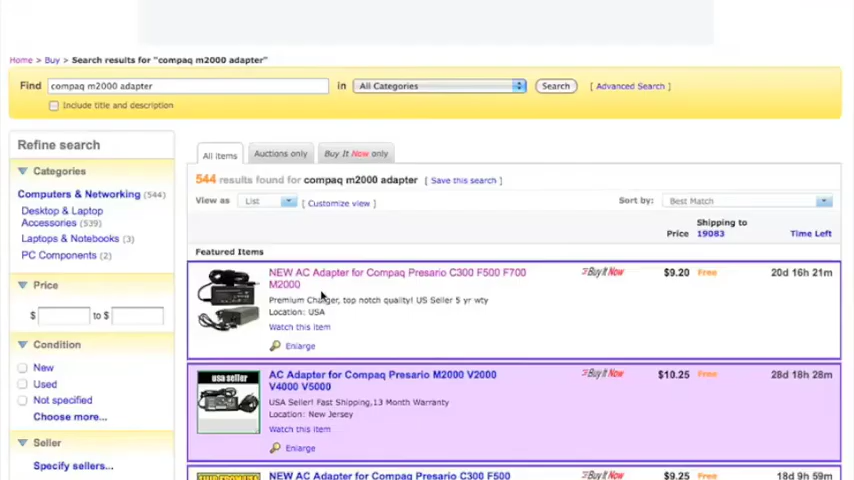 Home > Buy > Search results for "compaq m2000 adapter"
Find compaq m2000 adapter in All Categories Search [ Advanced Search ]
Include title and description
Refine search
Categories
Computers & Networking (544)
Desktop & Laptop
Accessories (539)
Laptops & Notebooks (3)
PC Components (2)
Price
$ to $
Condition
New
Used
Not specified
Choose more...
Seller
Specify sellers...
All items Auctions only Buy It Now only
544 results found for compaq m2000 adapter [ Save this search ]
View as List [ Customize view ] Sort by: Best Match
Price Shipping to 19083 Time Left
Featured Items
NEW AC Adapter for Compaq Presario C300 F500 F700
M2000
Premium Charger, top notch quality! US Seller 5 yr wty
Location: USA
Watch this item
Enlarge
Buy It Now $9.20 Free 20d 16h 21m
usa seller
AC Adapter for Compaq Presario M2000 V2000
V4000 V5000
USA Seller! Fast Shipping,13 Month Warranty
Location: New Jersey
Watch this item
Enlarge
Buy It Now $10.25 Free 28d 18h 28m
NEW AC Adapter for Compaq Presario C300 F500
Buy It Now $9.25 Free 18d 9h 59m